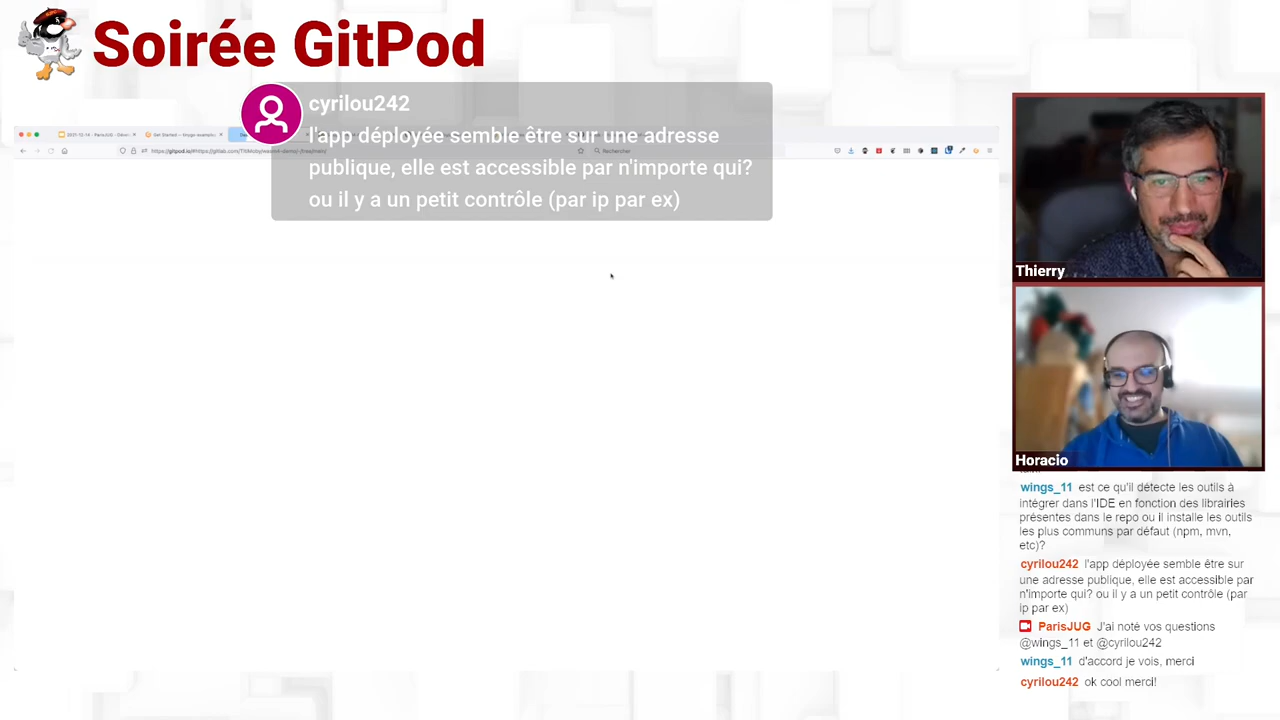 Soirée GitPod
cyrilou242
l'app déployée semble être sur une adresse
publique, elle est accessible par n'importe qui?
ou il y a un petit contrôle (par ip par ex)
Rechercher
Thierry
Horacio
wings_11 est ce qu'il détecte les outils à
intégrer dans l'IDE en fonction des librairies
présentes dans le repo ou il installe les outils
les plus communs par défaut (npm, mvn,
etc)?
cyrilou242 l'app déployée semble être sur
une adresse publique, elle est accessible par
n'importe qui? ou il y a un petit contrôle (par
ip par ex)
ParisJUG J'ai noté vos questions
@wings_11 et @cyrilou242
wings_11 d'accord je vois, merci
cyrilou242 ok cool merci!